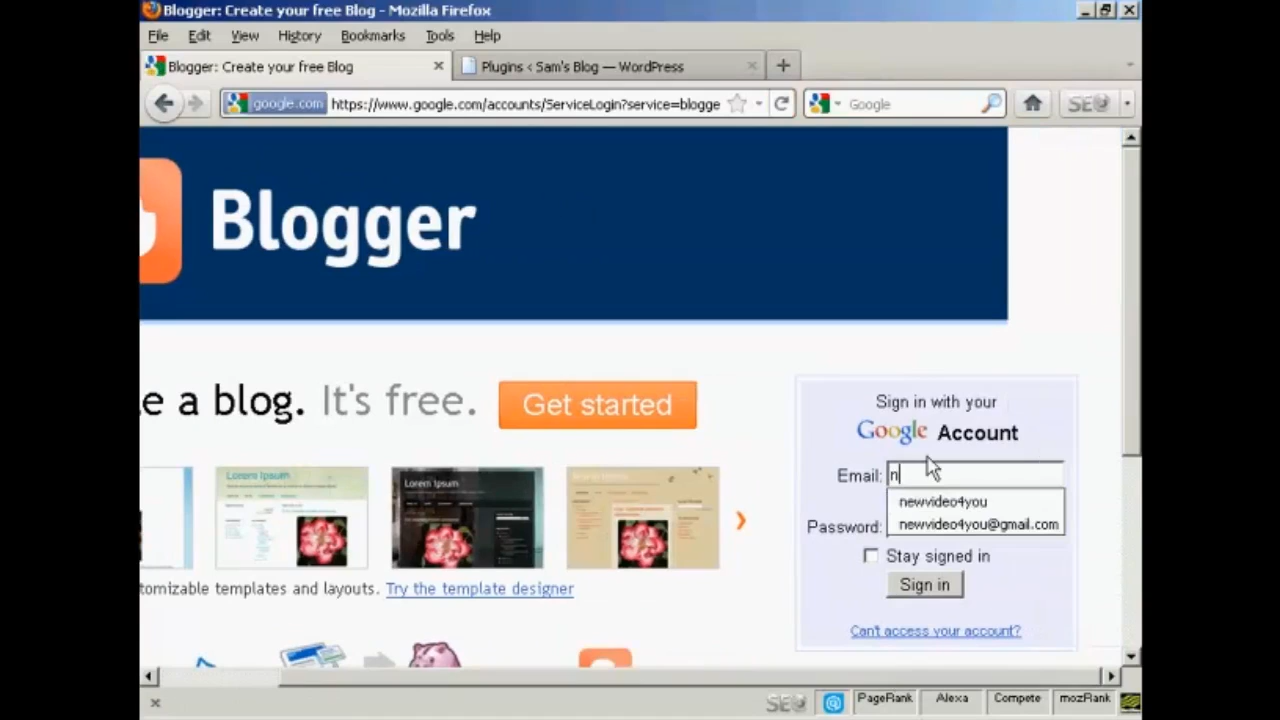 Blogger: Create your free Blog - Mozilla Firefox
File Edit View History Bookmarks Tools Help
Blogger: Create your free Blog
Plugins ‹ Sam's Blog — WordPress
google.com https://www.google.com/accounts/ServiceLogin?service=blogge
Google
SEO
Blogger
e a blog. It's free.
Get started
Sign in with your
Google Account
Email: n
newvideo4you
newvideo4you@gmail.com
Password:
Stay signed in
Sign in
Can't access your account?
Lorem Ipsum
Lorem Ipsum
tomizable templates and layouts. Try the template designer
SEO
PageRank Alexa Compete mozRank